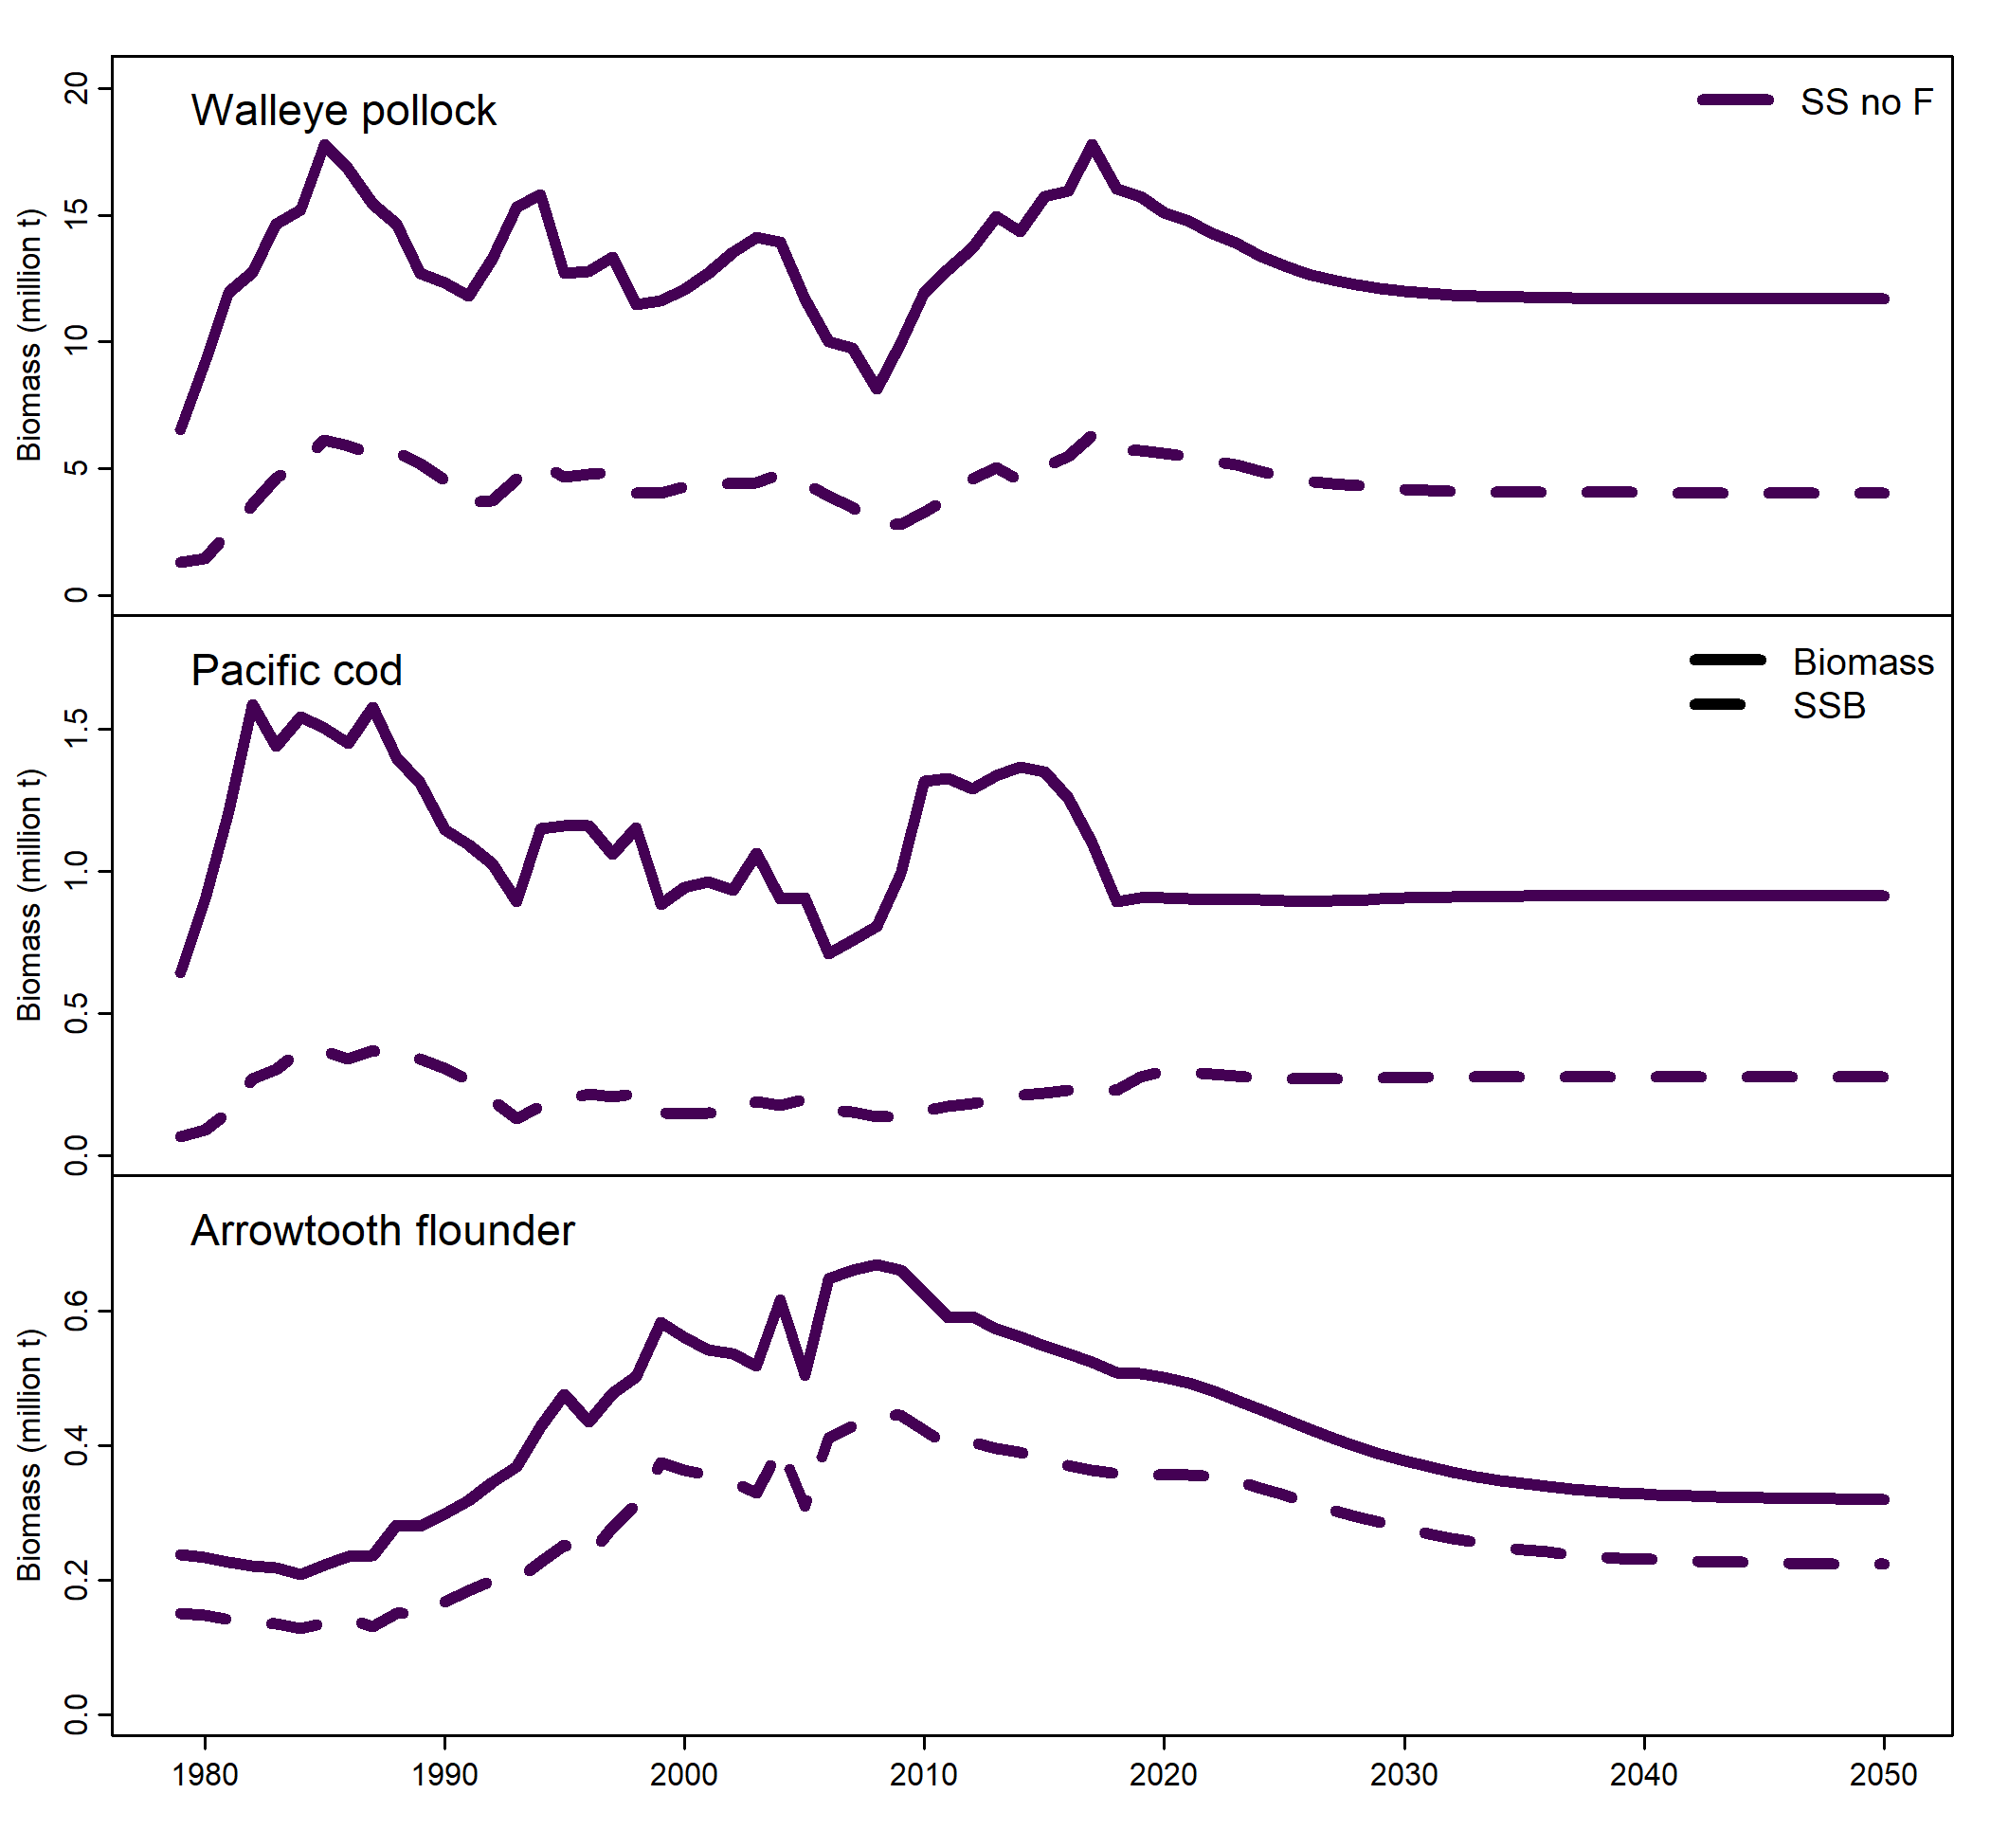 Walleye pollock
SS no F
Biomass (million t)
20
15
10
5
0
Pacific cod
Biomass
SSB
Biomass (million t)
1.5
1.0
0.5
0.0
Arrowtooth flounder
Biomass (million t)
0.6
0.4
0.2
0.0
1980 1990 2000 2010 2020 2030 2040 2050